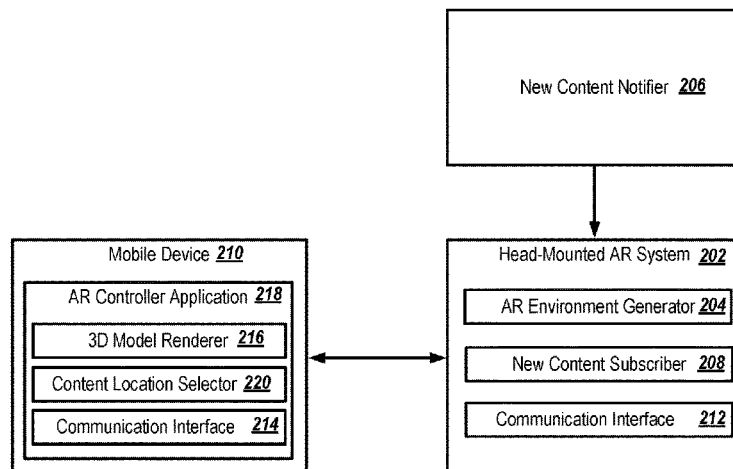 New Content Notifier 206
Mobile Device 210
AR Controller Application 218
3D Model Renderer 216
Content Location Selector 220
Communication Interface 214
Head-Mounted AR System 202
AR Environment Generator 204
New Content Subscriber 208
Communication Interface 212